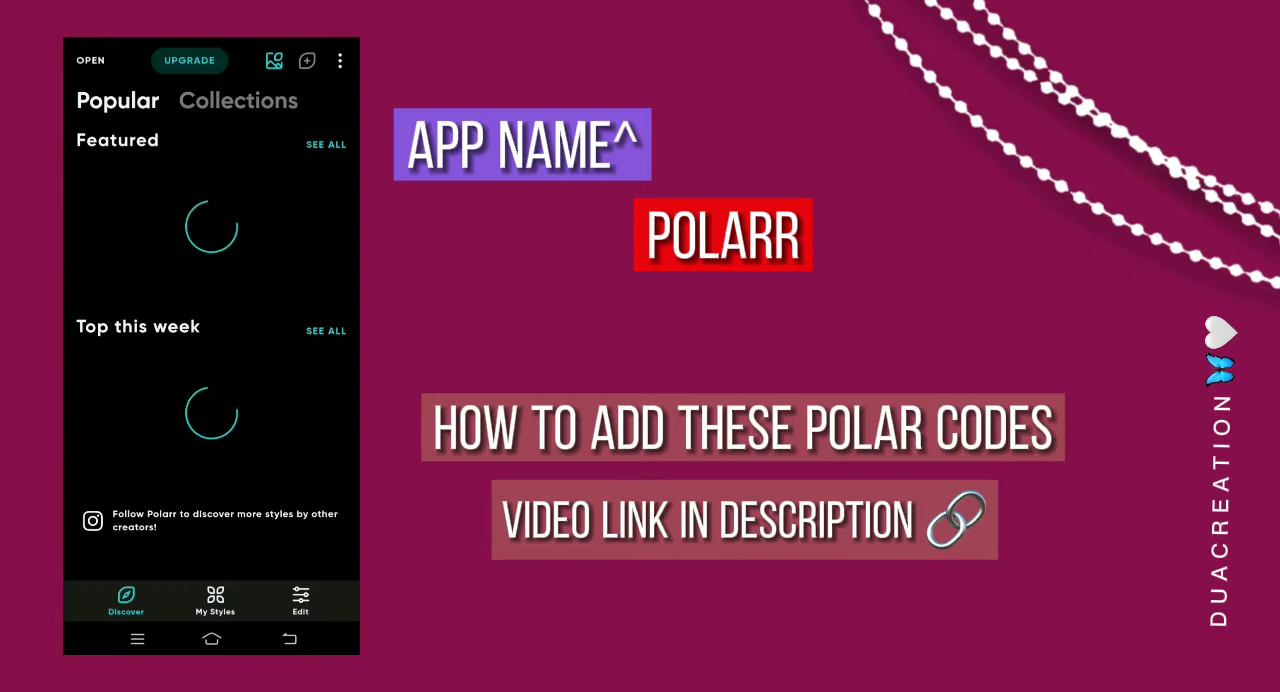 OPEN
UPGRADE
Popular
Collections
Featured
SEE ALL
Top this week
SEE ALL
Follow Polarr to discover more styles by other
creators!
Discover
My Styles
Edit
APP NAME^
POLARR
HOW TO ADD THESE POLAR CODES
VIDEO LINK IN DESCRIPTION 🔗
DUACREATION 🦋🤍